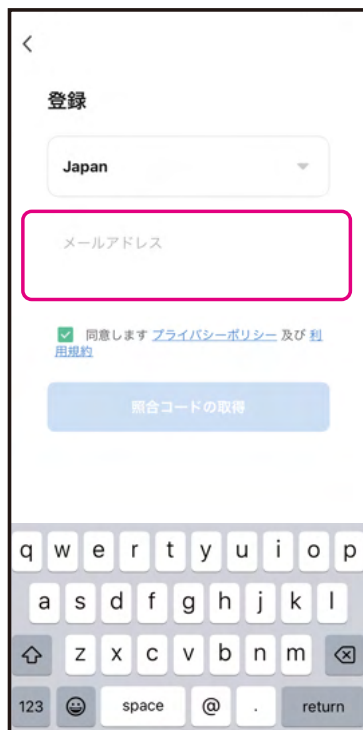 登録
Japan
メールアドレス
同意します プライバシーポリシー 及び 利
用規約
照合コードの取得
q w e r t y u i o p
a s d f g h j k l
z x c v b n m
123 space @ . return